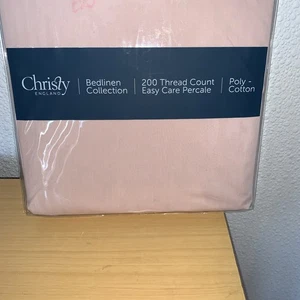 Christy
ENGLAND
Bedlinen
Collection
200 Thread Count
Easy Care Percale
Poly -
Cotton